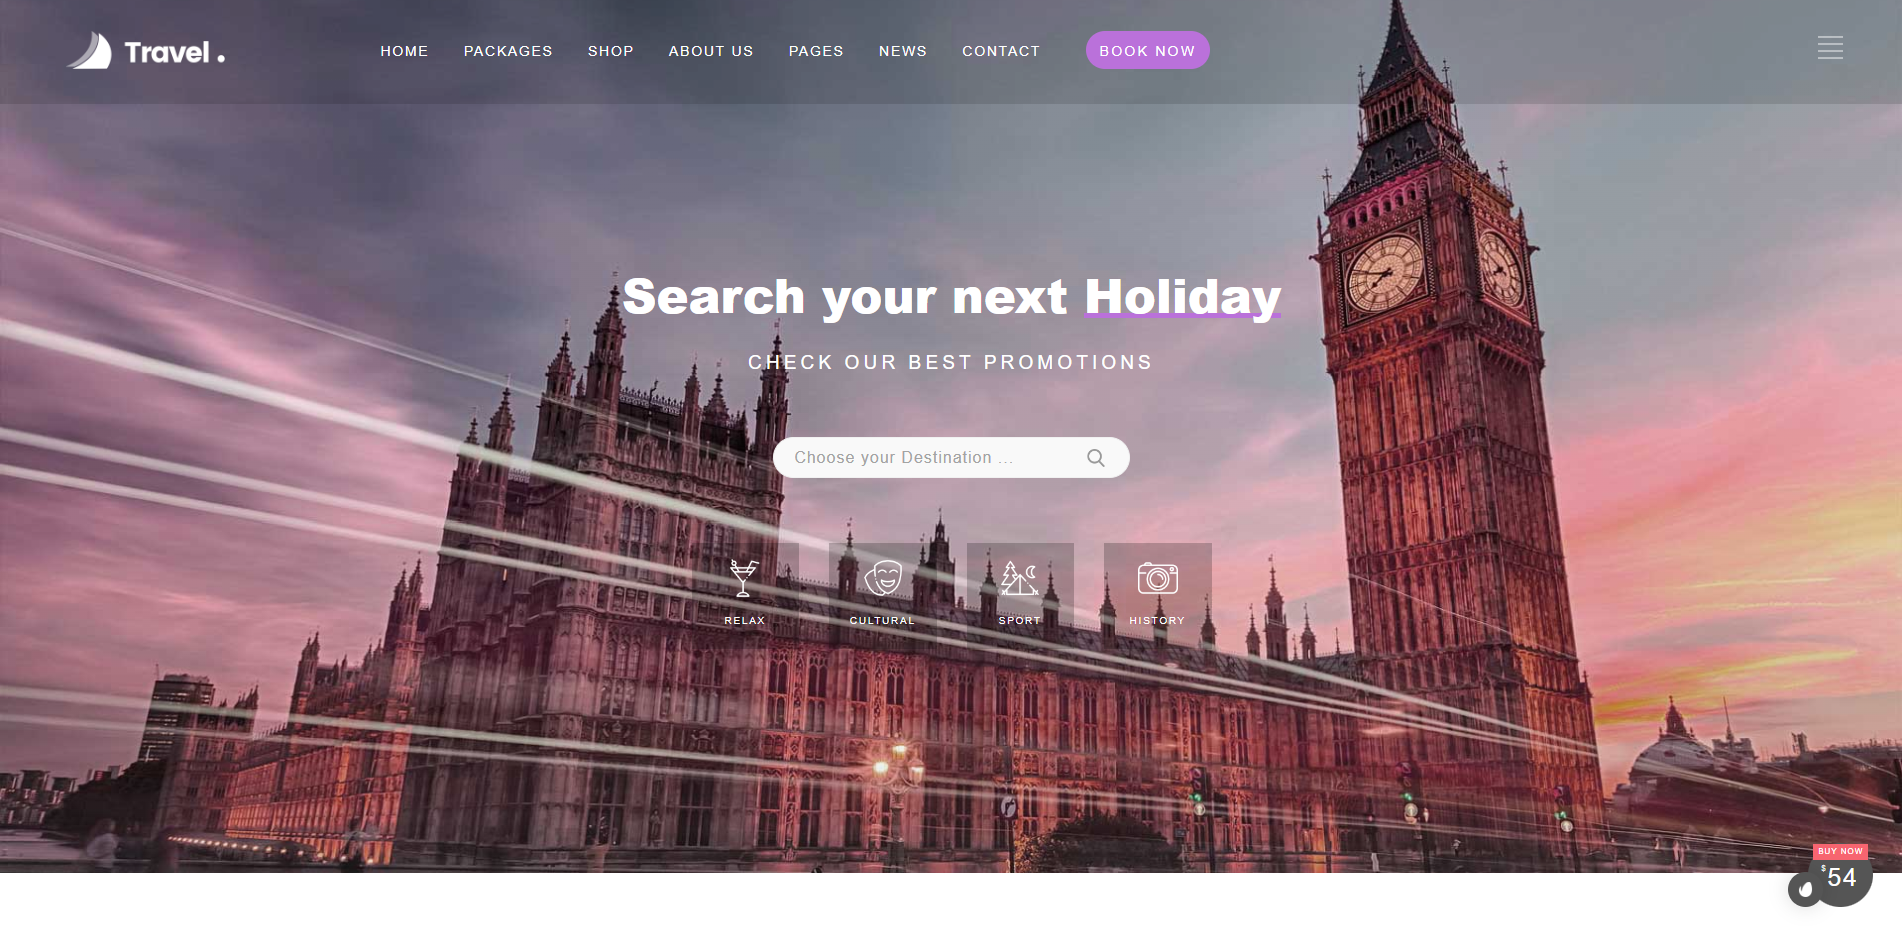 Travel .
HOME PACKAGES SHOP ABOUT US PAGES NEWS CONTACT BOOK NOW
Search your next Holiday
CHECK OUR BEST PROMOTIONS
Choose your Destination ...
RELAX CULTURAL SPORT HISTORY
BUY NOW
$54